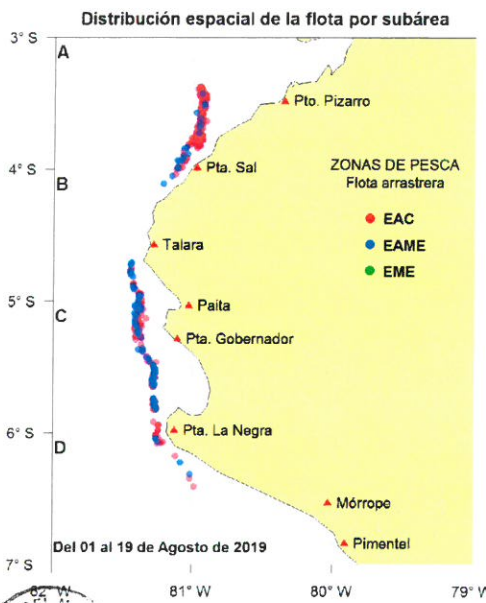 Distribución espacial de la flota por subárea
3° S
A
Pto. Pizarro
4° S
Pta. Sal
ZONAS DE PESCA
Flota arrastrera
B
EAC
EAME
EME
Talara
5° S
C
Paita
Pta. Gobernador
6° S
Pta. La Negra
D
Mórrope
Del 01 al 19 de Agosto de 2019
Pimentel
7° S
82° W 81° W 80° W 79° W